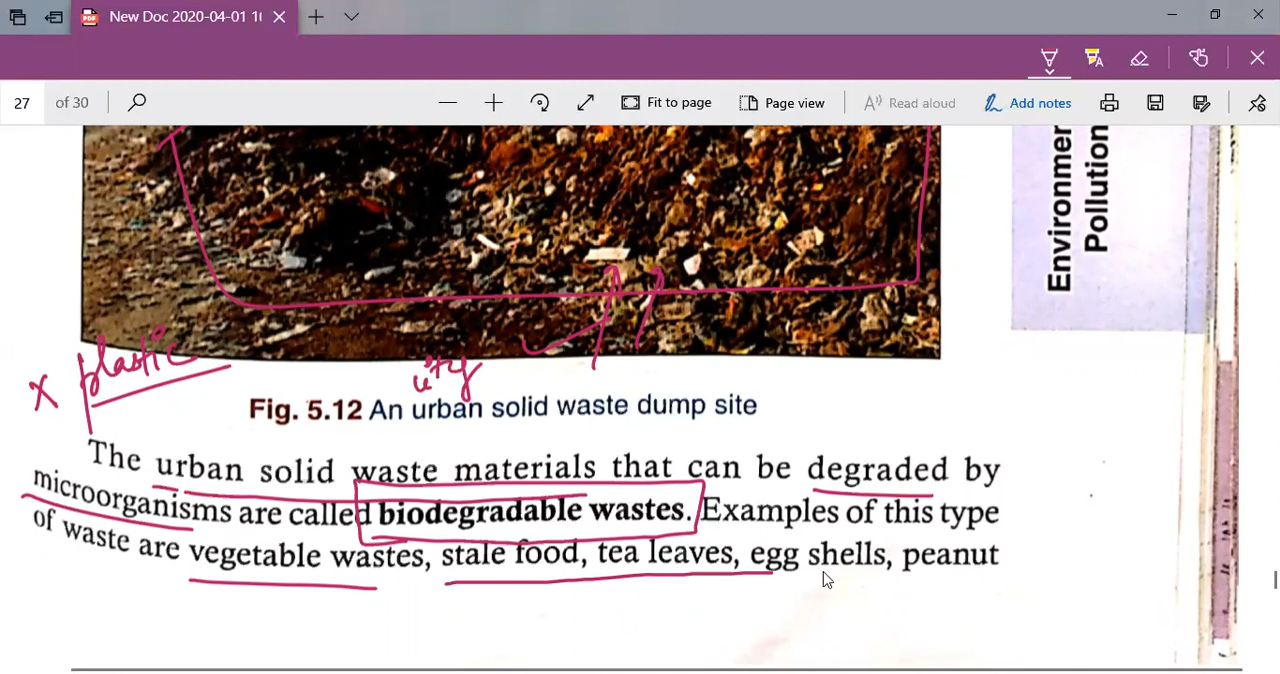 New Doc 2020-04-01 1
27 of 30 Fit to page Page view Read aloud Add notes
Environmen
Pollution
x plastic
city
Fig. 5.12 An urban solid waste dump site
The urban solid waste materials that can be degraded by
microorganisms are called biodegradable wastes. Examples of this type
of waste are vegetable wastes, stale food, tea leaves, egg shells, peanut